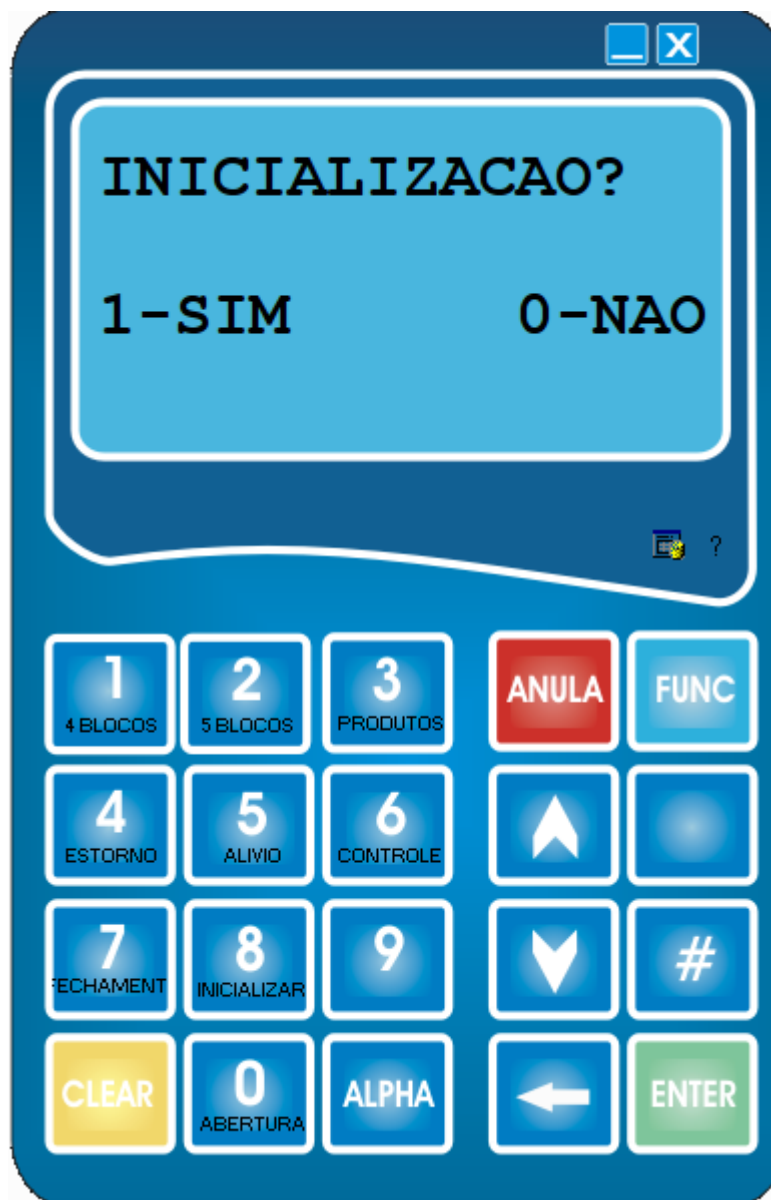 X
INICIALIZACAO?
1-SIM 0-NAO
?
1 2 3 ANULA FUNC
4 BLOCOS 5 BLOCOS PRODUTOS
4 5 6
ESTORNO ALIVIO CONTROLE
7 8 9 #
FECHAMENT INICIALIZAR
CLEAR 0 ALPHA ENTER
ABERTURA